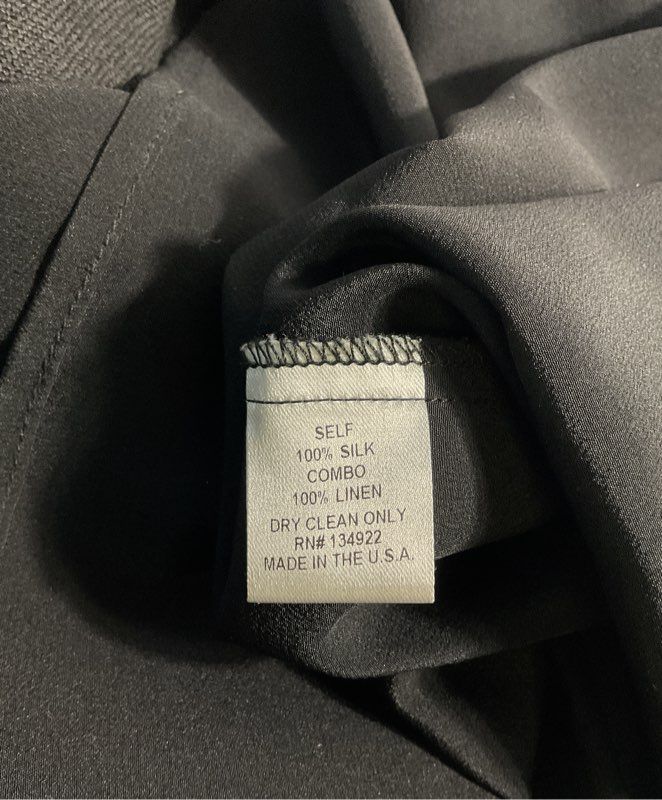 SELF
100% SILK
COMBO
100% LINEN
DRY CLEAN ONLY
RN# 134922
MADE IN THE U.S.A.